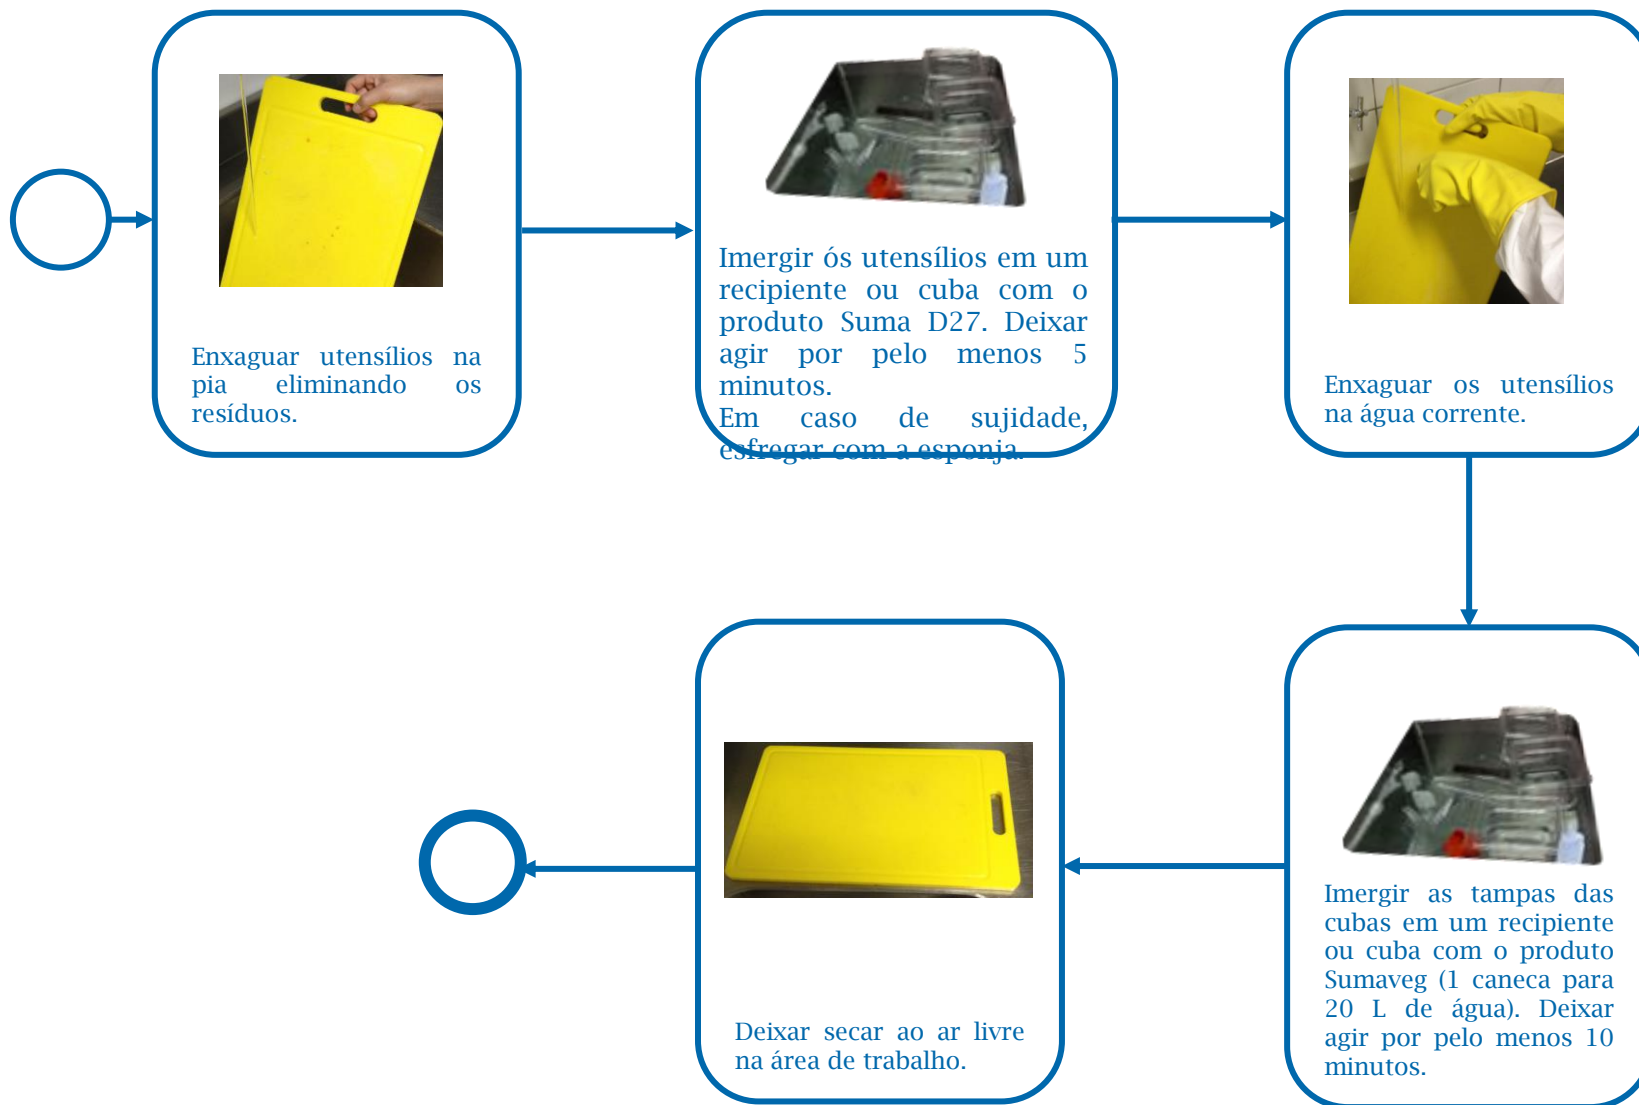 Enxaguar utensílios na
pia eliminando os
resíduos.
Imergir ós utensílios em um
recipiente ou cuba com o
produto Suma D27. Deixar
agir por pelo menos 5
minutos.
Em caso de sujidade,
esfregar com a esponja.
Enxaguar os utensílios
na água corrente.
Imergir as tampas das
cubas em um recipiente
ou cuba com o produto
Sumaveg (1 caneca para
20 L de água). Deixar
agir por pelo menos 10
minutos.
Deixar secar ao ar livre
na área de trabalho.